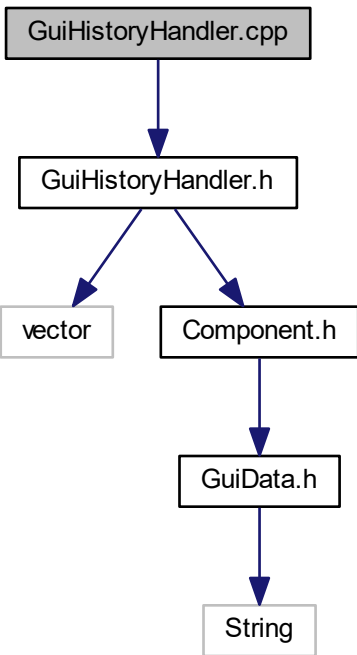 GuiHistoryHandler.cpp
GuiHistoryHandler.h
vector
Component.h
GuiData.h
String